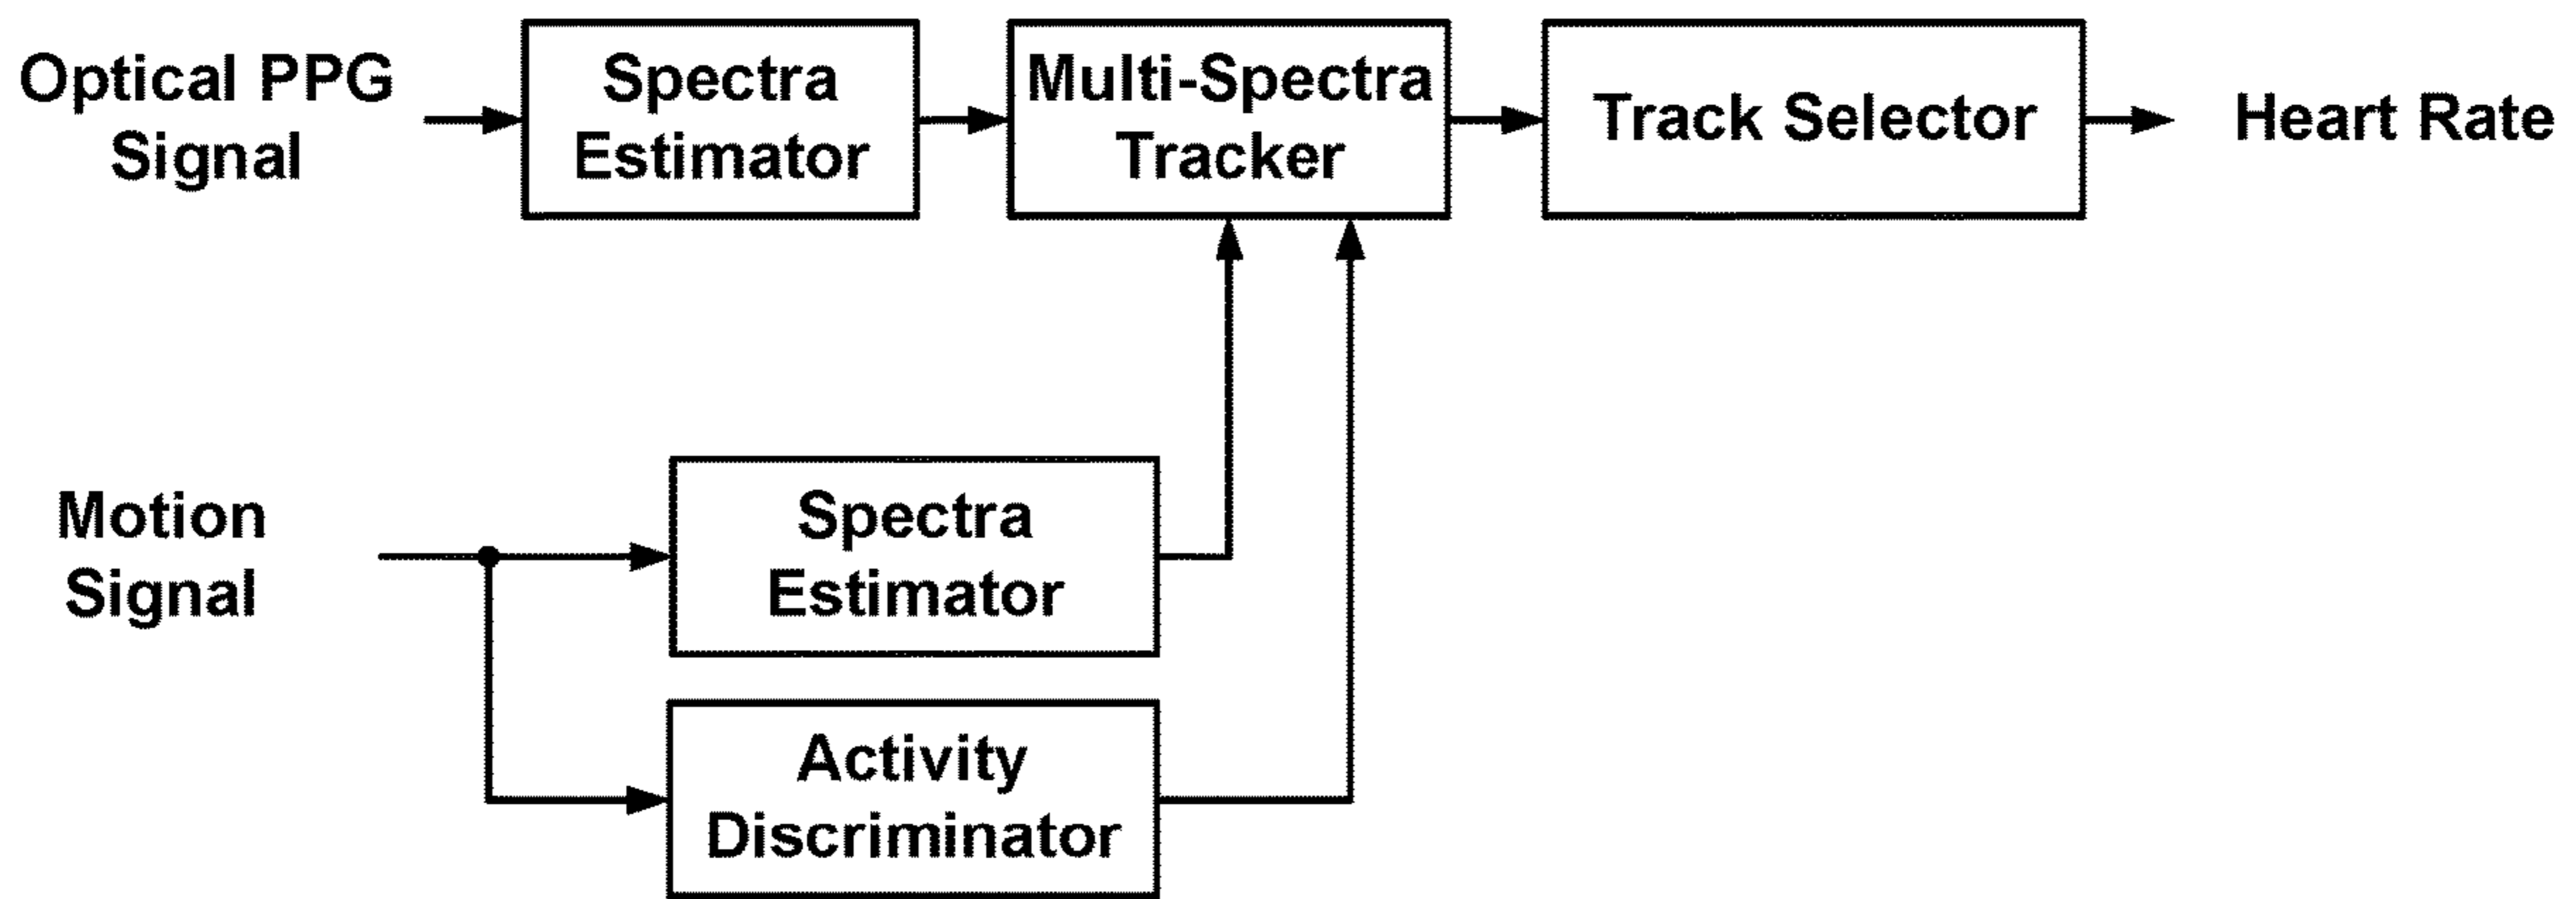 Optical PPG
Signal
Spectra
Estimator
Multi-Spectra
Tracker
Track Selector
Heart Rate
Motion
Signal
Spectra
Estimator
Activity
Discriminator